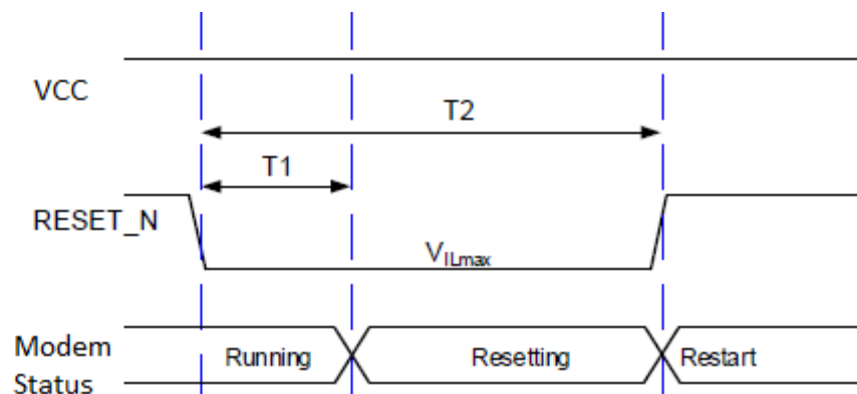 VCC
T2
T1
RESET_N
VILmax
Modem
Status
Running
Resetting
Restart